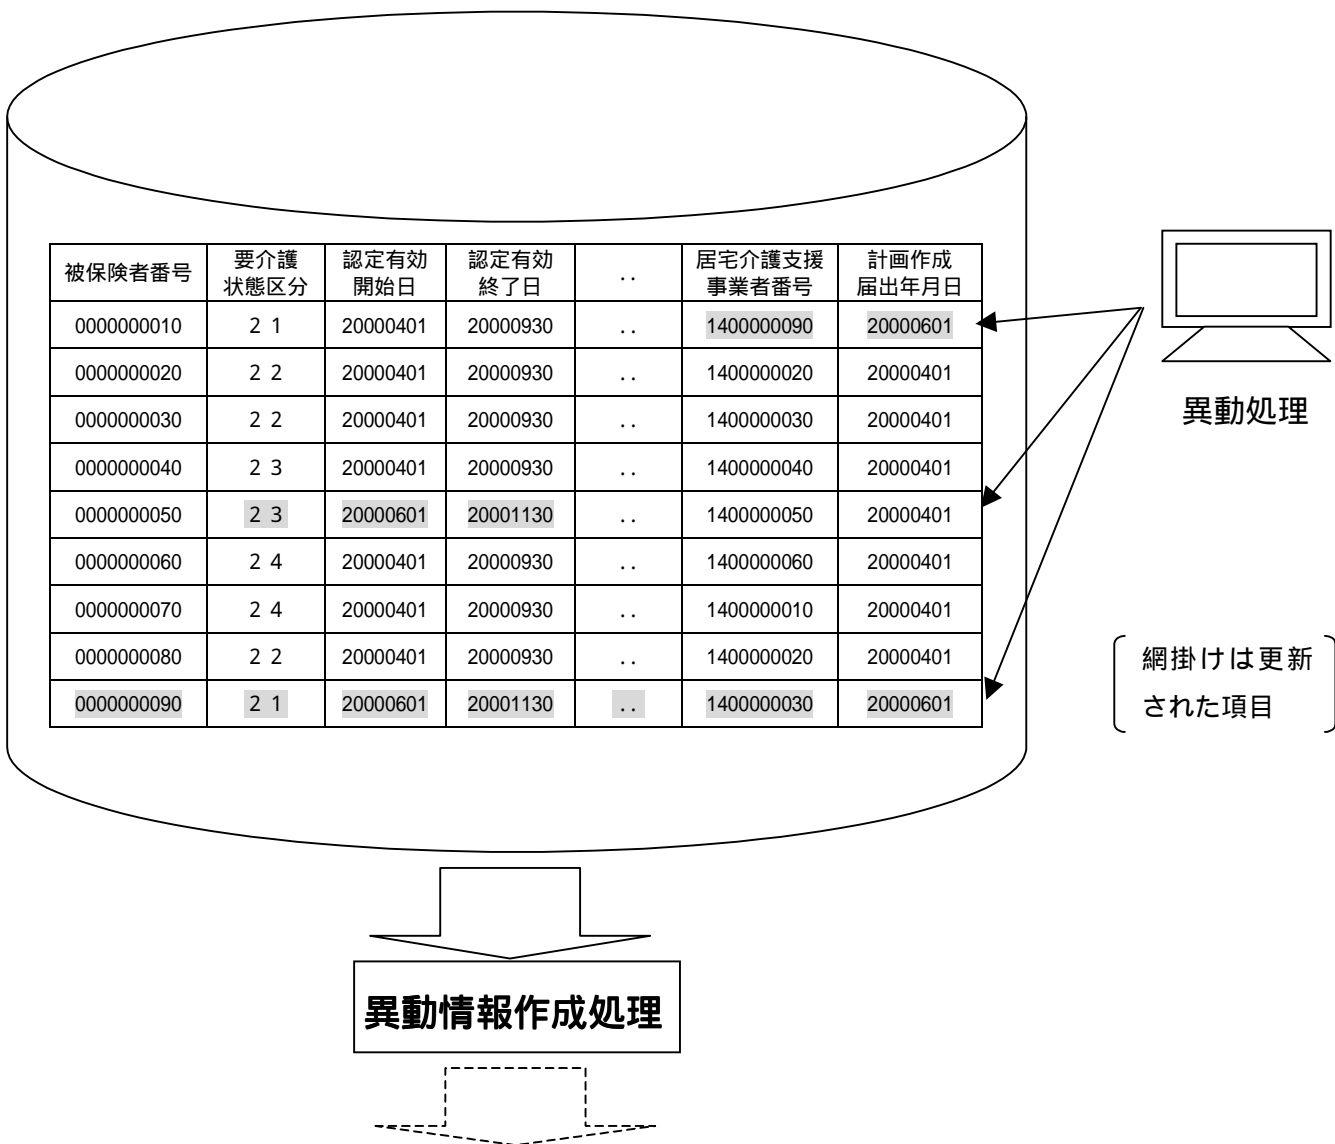 被保険者番号 要介護状態区分 認定有効開始日 認定有効終了日 .. 居宅介護支援事業者番号 計画作成届出年月日
0000000010 21 20000401 20000930 .. 1400000090 20000601
0000000020 22 20000401 20000930 .. 1400000020 20000401
0000000030 22 20000401 20000930 .. 1400000030 20000401
0000000040 23 20000401 20000930 .. 1400000040 20000401
0000000050 23 20000601 20001130 .. 1400000050 20000401
0000000060 24 20000401 20000930 .. 1400000060 20000401
0000000070 24 20000401 20000930 .. 1400000010 20000401
0000000080 22 20000401 20000930 .. 1400000020 20000401
0000000090 21 20000601 20001130 .. 1400000030 20000601
異動処理
網掛けは更新
された項目
異動情報作成処理